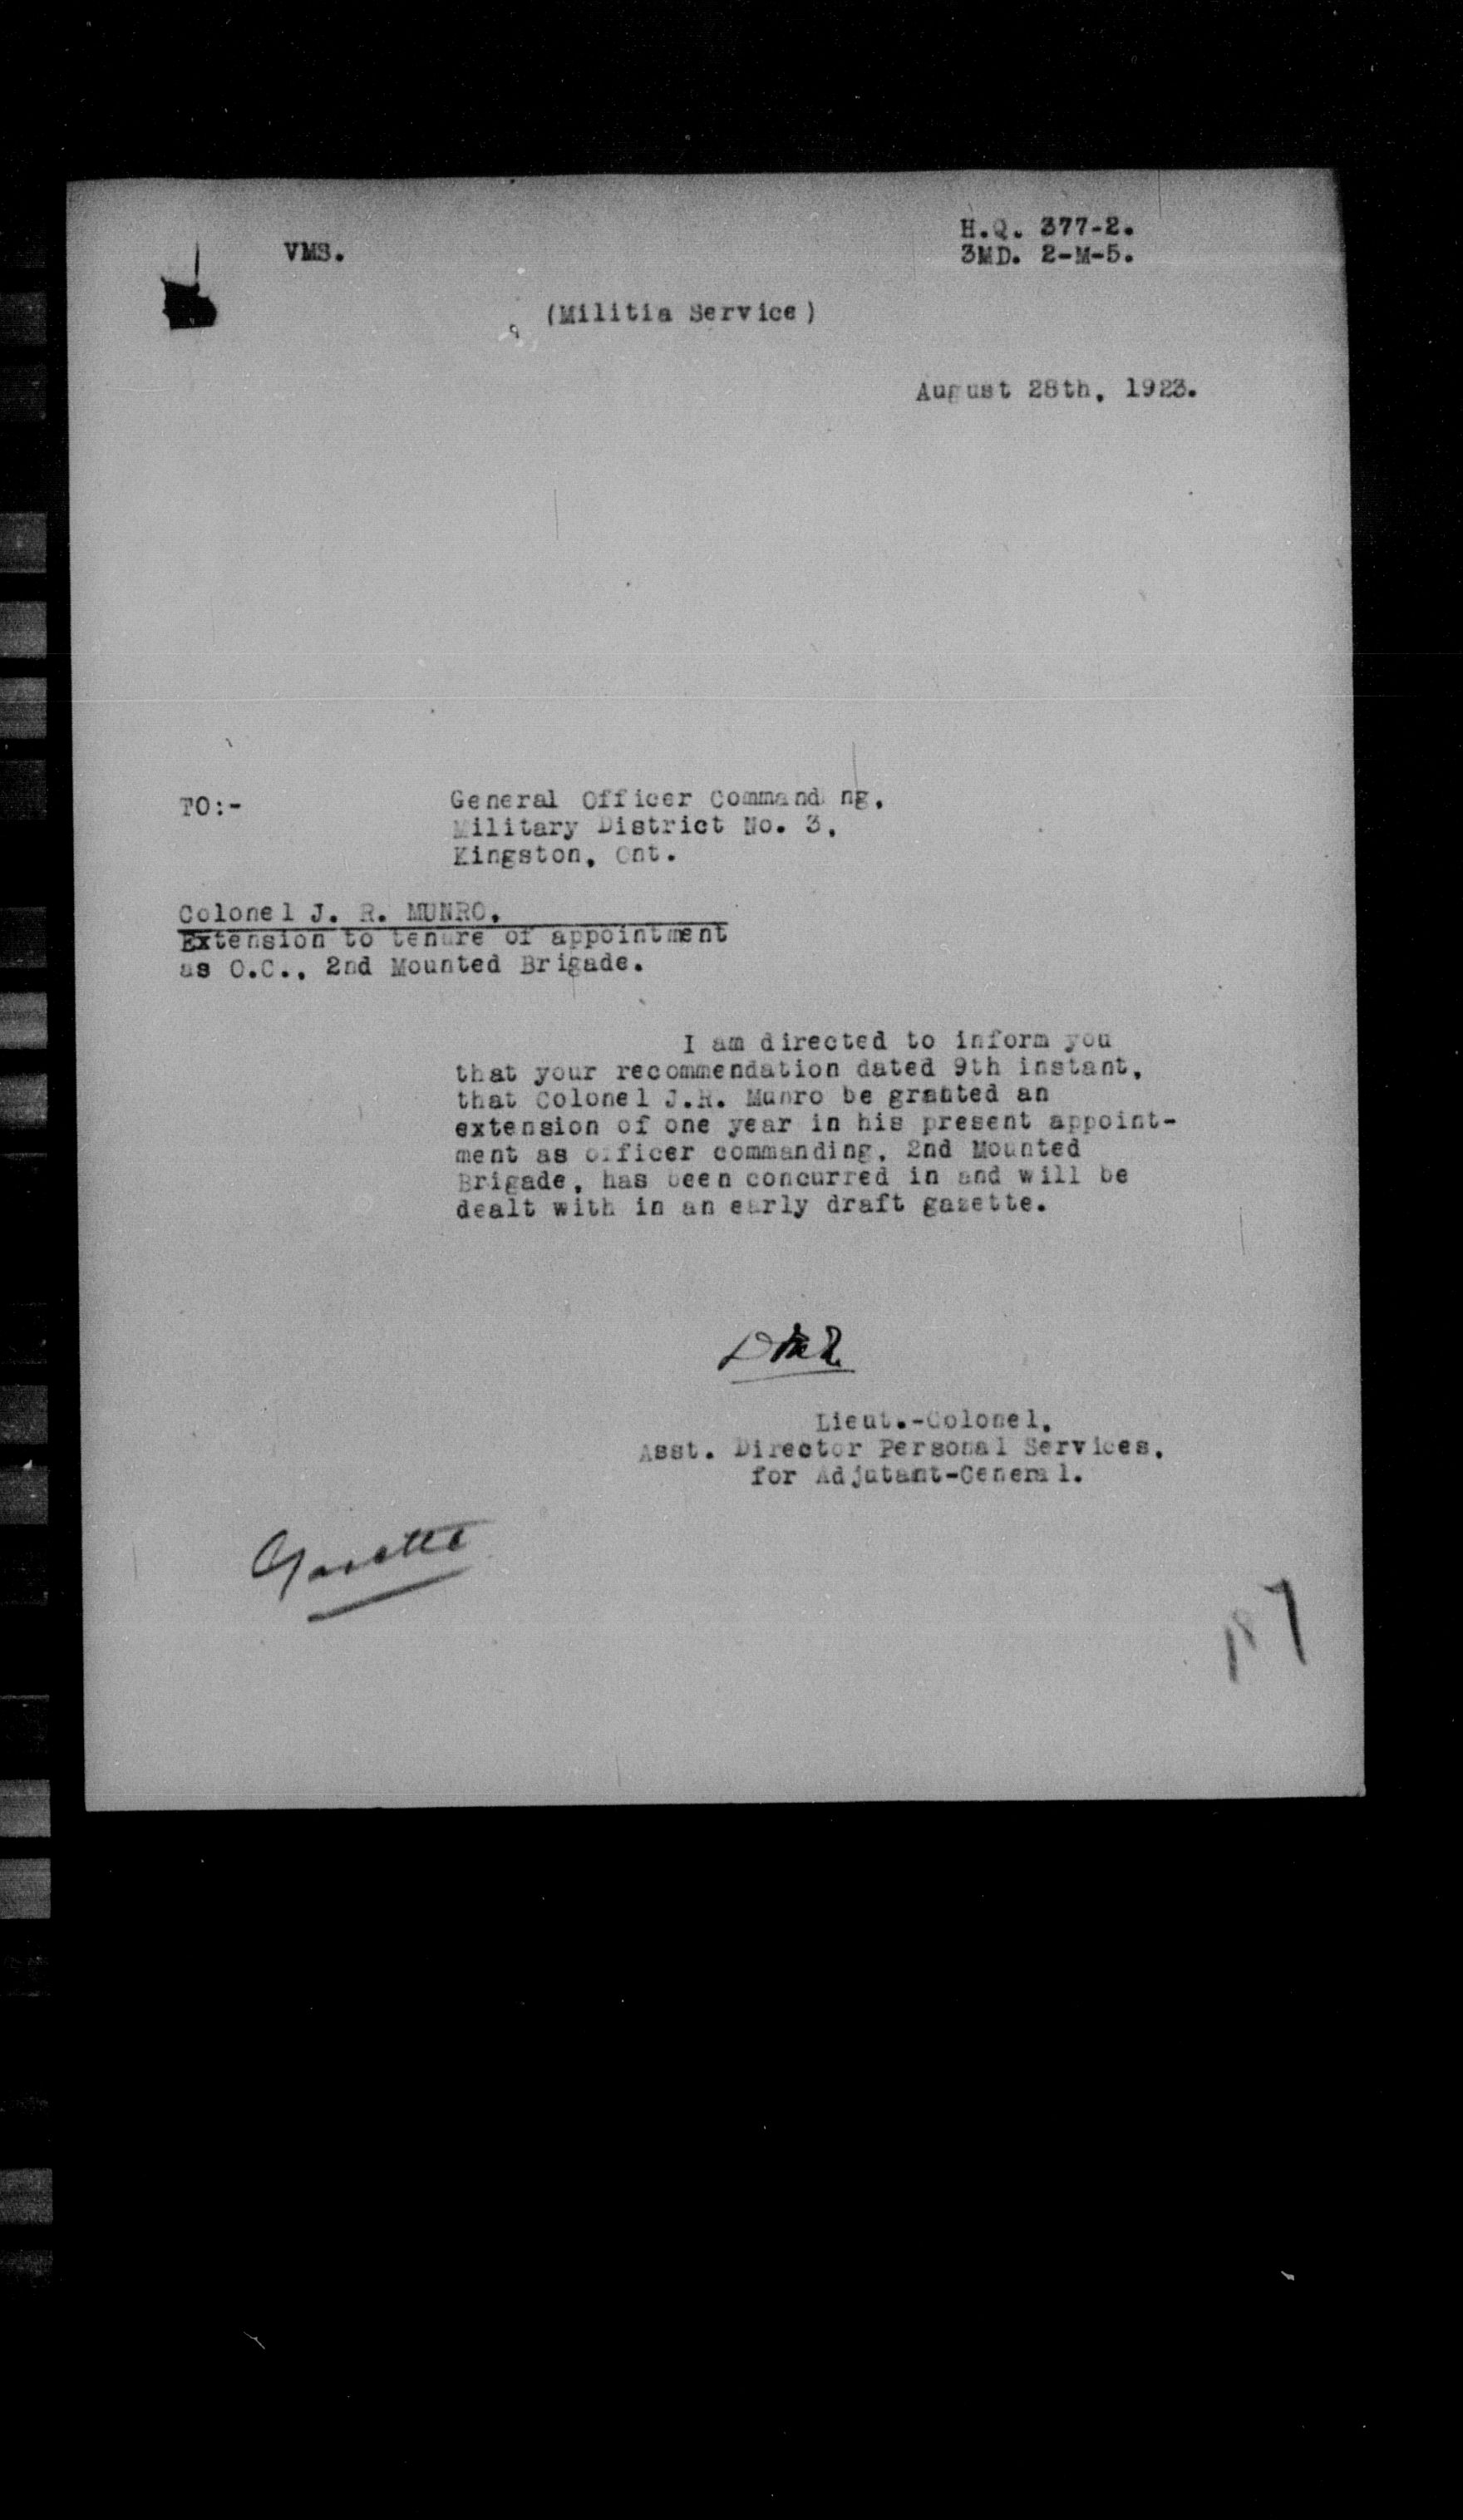 VMS.
H.Q. 377-2.
3MD. 2-M-5.
(Militia Service)
August 28th, 1923.
TO:-
General Officer Command ng,
Military District No. 3,
Kingston, Ont.
Colonel J. R. MUNRO.
Extension to tenure of appointment
as O.C., 2nd Mounted Brigade.
I am directed to inform you
that your recommendation dated 9th instant,
that Colonel J.R. Munro be granted an
extension of one year in his present appoint-
ment as officer commanding, 2nd Mounted
Brigade, has been concurred in and will be
dealt with in an early draft gazette.
Lieut.-Colonel,
Asst. Director Personal Services,
for Adjutant-General.
Gazette